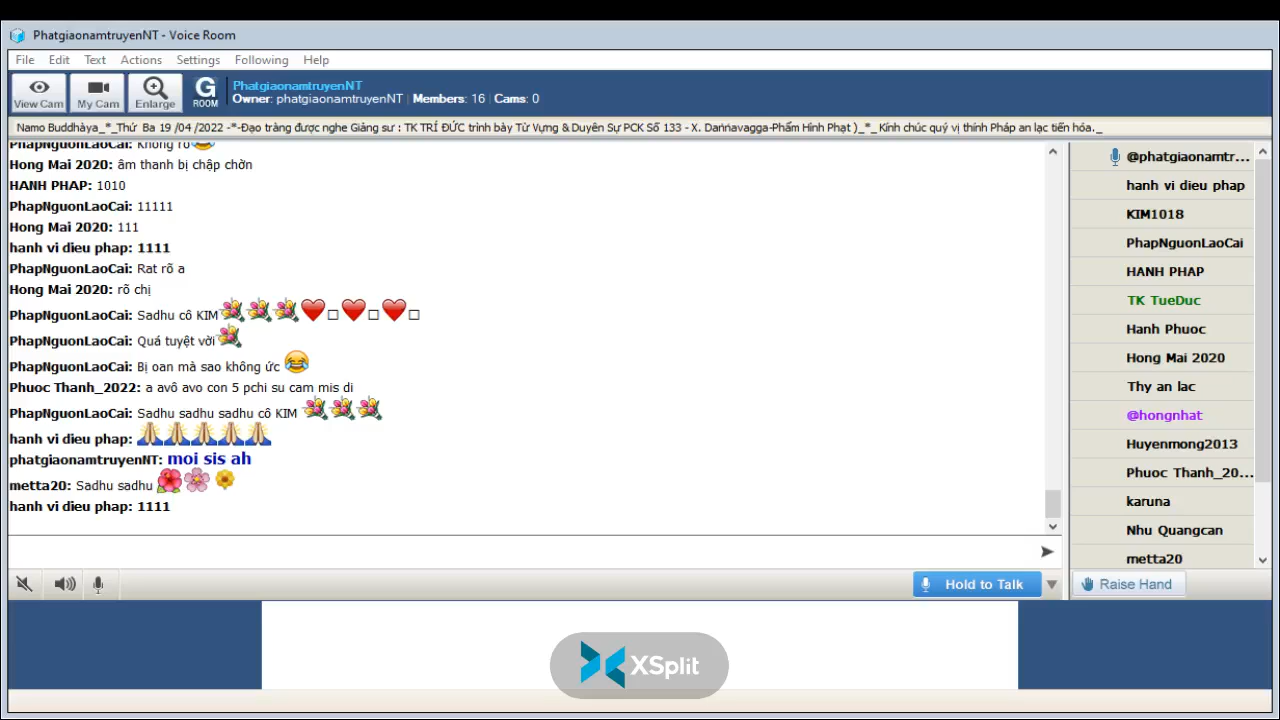 PhatgiaonamtruyenNT - Voice Room
File Edit Text Actions Settings Following Help
View Cam My Cam Enlarge G ROOM
PhatgiaonamtruyenNT
Owner: phatgiaonamtruyenNT | Members: 16 | Cams: 0
Namo Buddhàya_*_Thứ Ba 19 /04 /2022 -*-Đạo tràng được nghe Giảng sư : TK TRÍ ĐỨC trình bày Từ Vựng & Duyên Sự PCK Số 133 - X. Daṇṇavagga-Phẩm Hình Phạt )_*_ Kính chúc quý vị thính Pháp an lạc tiến hóa._
PhapNguonLaoCai: Không rõ
Hong Mai 2020: âm thanh bị chập chờn
HANH PHAP: 1010
PhapNguonLaoCai: 11111
Hong Mai 2020: 111
hanh vi dieu phap: 1111
PhapNguonLaoCai: Rat rõ a
Hong Mai 2020: rõ chị
PhapNguonLaoCai: Sadhu cô KIM
PhapNguonLaoCai: Quá tuyệt vời
PhapNguonLaoCai: Bị oan mà sao không ức
Phuoc Thanh_2022: a avô avo con 5 pchi su cam mis di
PhapNguonLaoCai: Sadhu sadhu sadhu cô KIM
hanh vi dieu phap:
phatgiaonamtruyenNT: moi sis ah
metta20: Sadhu sadhu
hanh vi dieu phap: 1111
@phatgiaonamtr...
hanh vi dieu phap
KIM1018
PhapNguonLaoCai
HANH PHAP
TK TueDuc
Hanh Phuoc
Hong Mai 2020
Thy an lac
@hongnhat
Huyenmong2013
Phuoc Thanh_20...
karuna
Nhu Quangcan
metta20
Hold to Talk
Raise Hand
XSplit